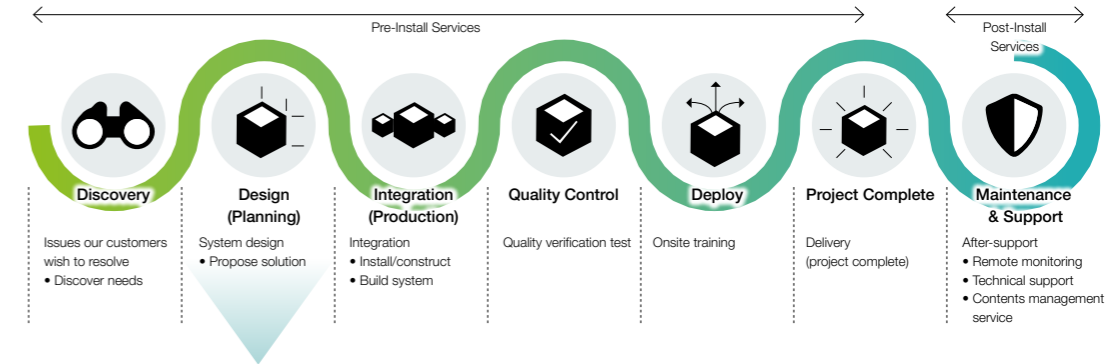 Pre-Install Services
Post-Install
Services
Discovery
Issues our customers
wish to resolve
• Discover needs
Design
(Planning)
System design
• Propose solution
Integration
(Production)
Integration
• Install/construct
• Build system
Quality Control
Quality verification test
Deploy
Onsite training
Project Complete
Delivery
(project complete)
Maintenance
& Support
After-support
• Remote monitoring
• Technical support
• Contents management
service